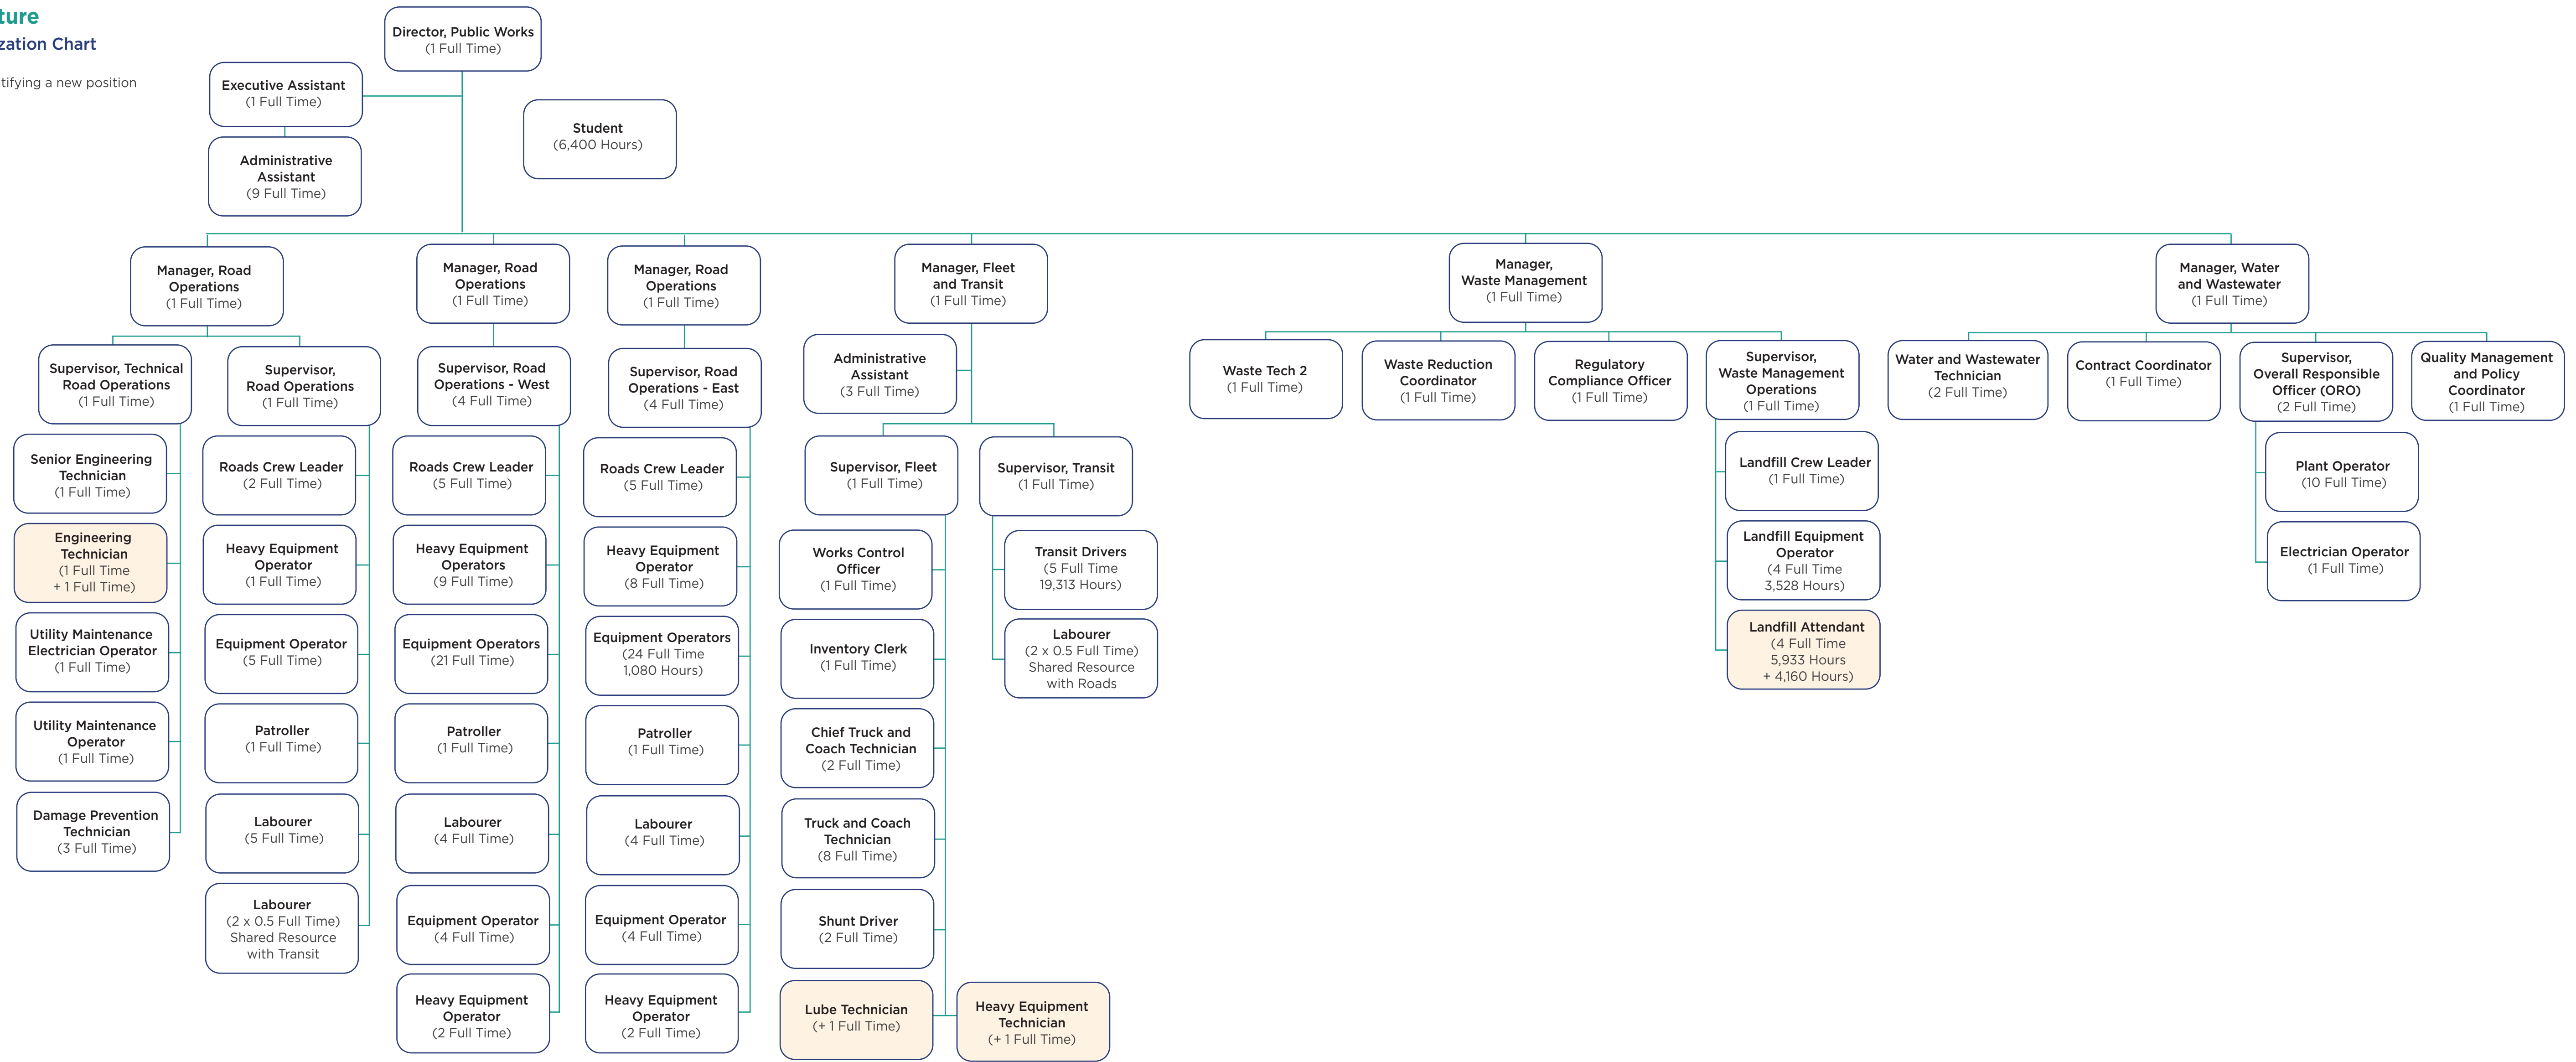 ture
zation Chart
tifying a new position
Director, Public Works
(1 Full Time)
Executive Assistant
(1 Full Time)
Administrative
Assistant
(9 Full Time)
Student
(6,400 Hours)
Manager, Road
Operations
(1 Full Time)
Supervisor, Technical
Road Operations
(1 Full Time)
Senior Engineering
Technician
(1 Full Time)
Engineering
Technician
(1 Full Time
+ 1 Full Time)
Utility Maintenance
Electrician Operator
(1 Full Time)
Utility Maintenance
Operator
(1 Full Time)
Damage Prevention
Technician
(3 Full Time)
Supervisor,
Road Operations
(1 Full Time)
Roads Crew Leader
(2 Full Time)
Heavy Equipment
Operator
(1 Full Time)
Equipment Operator
(5 Full Time)
Patroller
(1 Full Time)
Labourer
(5 Full Time)
Labourer
(2 x 0.5 Full Time)
Shared Resource
with Transit
Manager, Road
Operations
(1 Full Time)
Supervisor, Road
Operations - West
(4 Full Time)
Roads Crew Leader
(5 Full Time)
Heavy Equipment
Operators
(9 Full Time)
Equipment Operators
(21 Full Time)
Patroller
(1 Full Time)
Labourer
(4 Full Time)
Equipment Operator
(4 Full Time)
Heavy Equipment
Operator
(2 Full Time)
Manager, Road
Operations
(1 Full Time)
Supervisor, Road
Operations - East
(4 Full Time)
Roads Crew Leader
(5 Full Time)
Heavy Equipment
Operator
(8 Full Time)
Equipment Operators
(24 Full Time
1,080 Hours)
Patroller
(1 Full Time)
Labourer
(4 Full Time)
Equipment Operator
(4 Full Time)
Heavy Equipment
Operator
(2 Full Time)
Manager, Fleet
and Transit
(1 Full Time)
Administrative
Assistant
(3 Full Time)
Supervisor, Fleet
(1 Full Time)
Works Control
Officer
(1 Full Time)
Inventory Clerk
(1 Full Time)
Chief Truck and
Coach Technician
(2 Full Time)
Truck and Coach
Technician
(8 Full Time)
Shunt Driver
(2 Full Time)
Lube Technician
(+ 1 Full Time)
Heavy Equipment
Technician
(+ 1 Full Time)
Supervisor, Transit
(1 Full Time)
Transit Drivers
(5 Full Time
19,313 Hours)
Labourer
(2 x 0.5 Full Time)
Shared Resource
with Roads
Manager,
Waste Management
(1 Full Time)
Waste Tech 2
(1 Full Time)
Waste Reduction
Coordinator
(1 Full Time)
Regulatory
Compliance Officer
(1 Full Time)
Supervisor,
Waste Management
Operations
(1 Full Time)
Landfill Crew Leader
(1 Full Time)
Landfill Equipment
Operator
(4 Full Time
3,528 Hours)
Landfill Attendant
(4 Full Time
5,933 Hours
+ 4,160 Hours)
Manager, Water
and Wastewater
(1 Full Time)
Water and Wastewater
Technician
(2 Full Time)
Contract Coordinator
(1 Full Time)
Supervisor,
Overall Responsible
Officer (ORO)
(2 Full Time)
Plant Operator
(10 Full Time)
Electrician Operator
(1 Full Time)
Quality Management
and Policy
Coordinator
(1 Full Time)